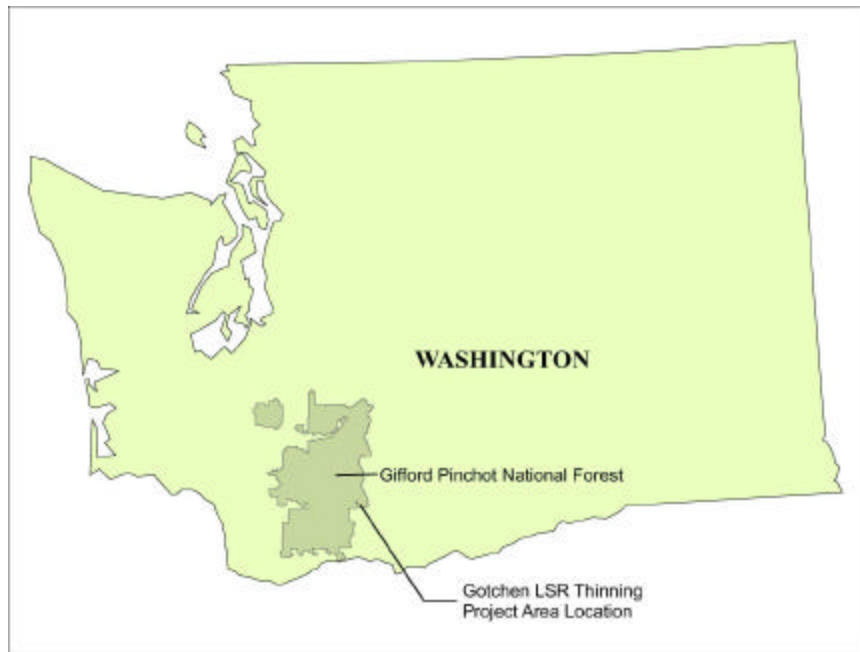 WASHINGTON
Gifford Pinchot National Forest
Gotchen LSR Thinning
Project Area Location